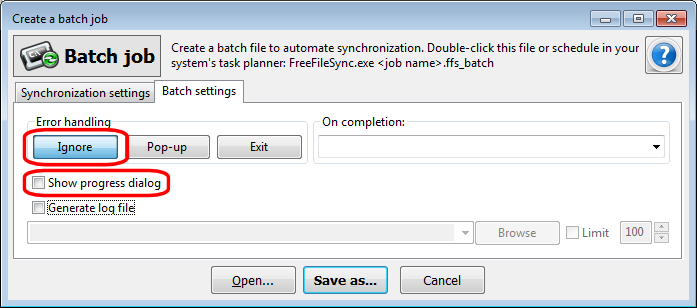 Create a batch job
Batch job
Create a batch file to automate synchronization. Double-click this file or schedule in your
system's task planner: FreeFileSync.exe <job name>.ffs_batch
?
Synchronization settings Batch settings
Error handling On completion:
Ignore Pop-up Exit
Show progress dialog
Generate log file
Browse Limit 100
Open... Save as... Cancel